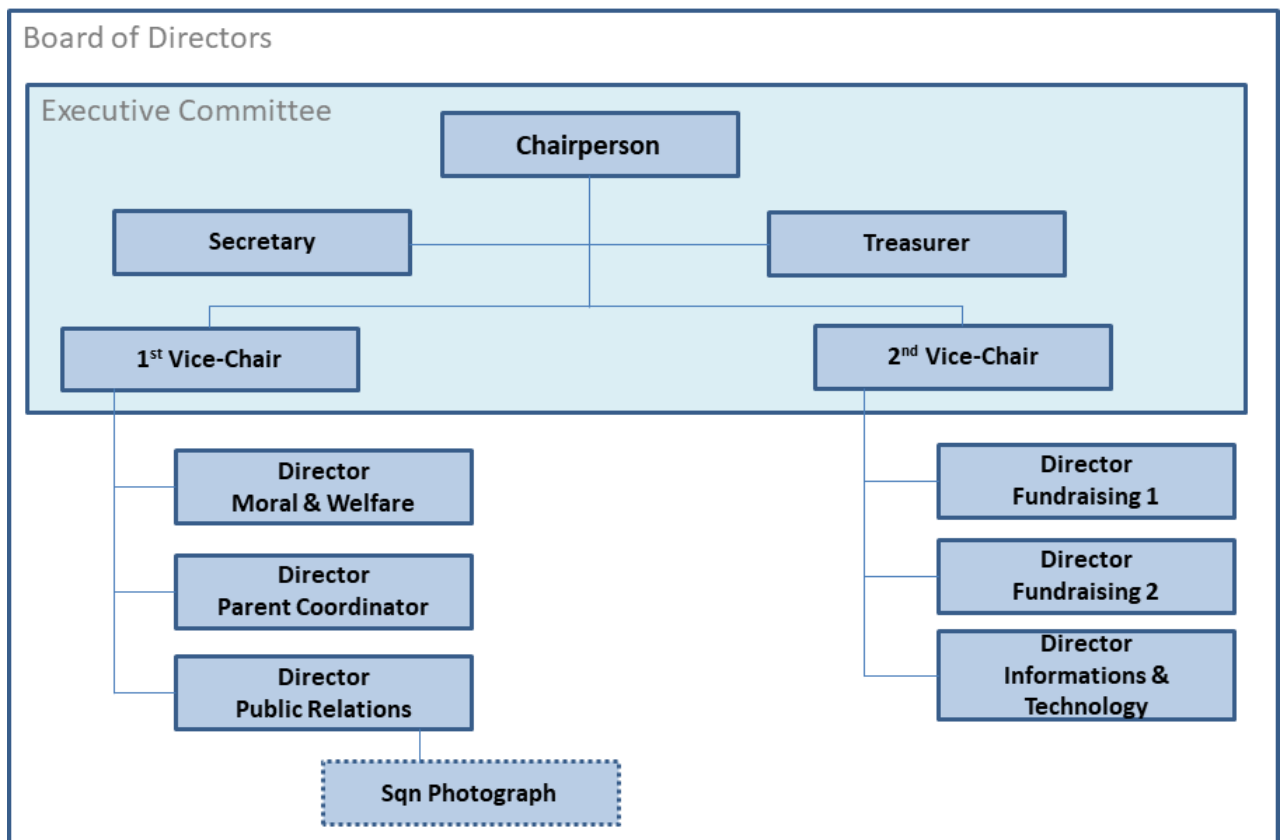 Board of Directors
Executive Committee
Chairperson
Secretary
Treasurer
1st Vice-Chair
2nd Vice-Chair
Director
Moral & Welfare
Director
Parent Coordinator
Director
Public Relations
Sqn Photograph
Director
Fundraising 1
Director
Fundraising 2
Director
Informations &
Technology